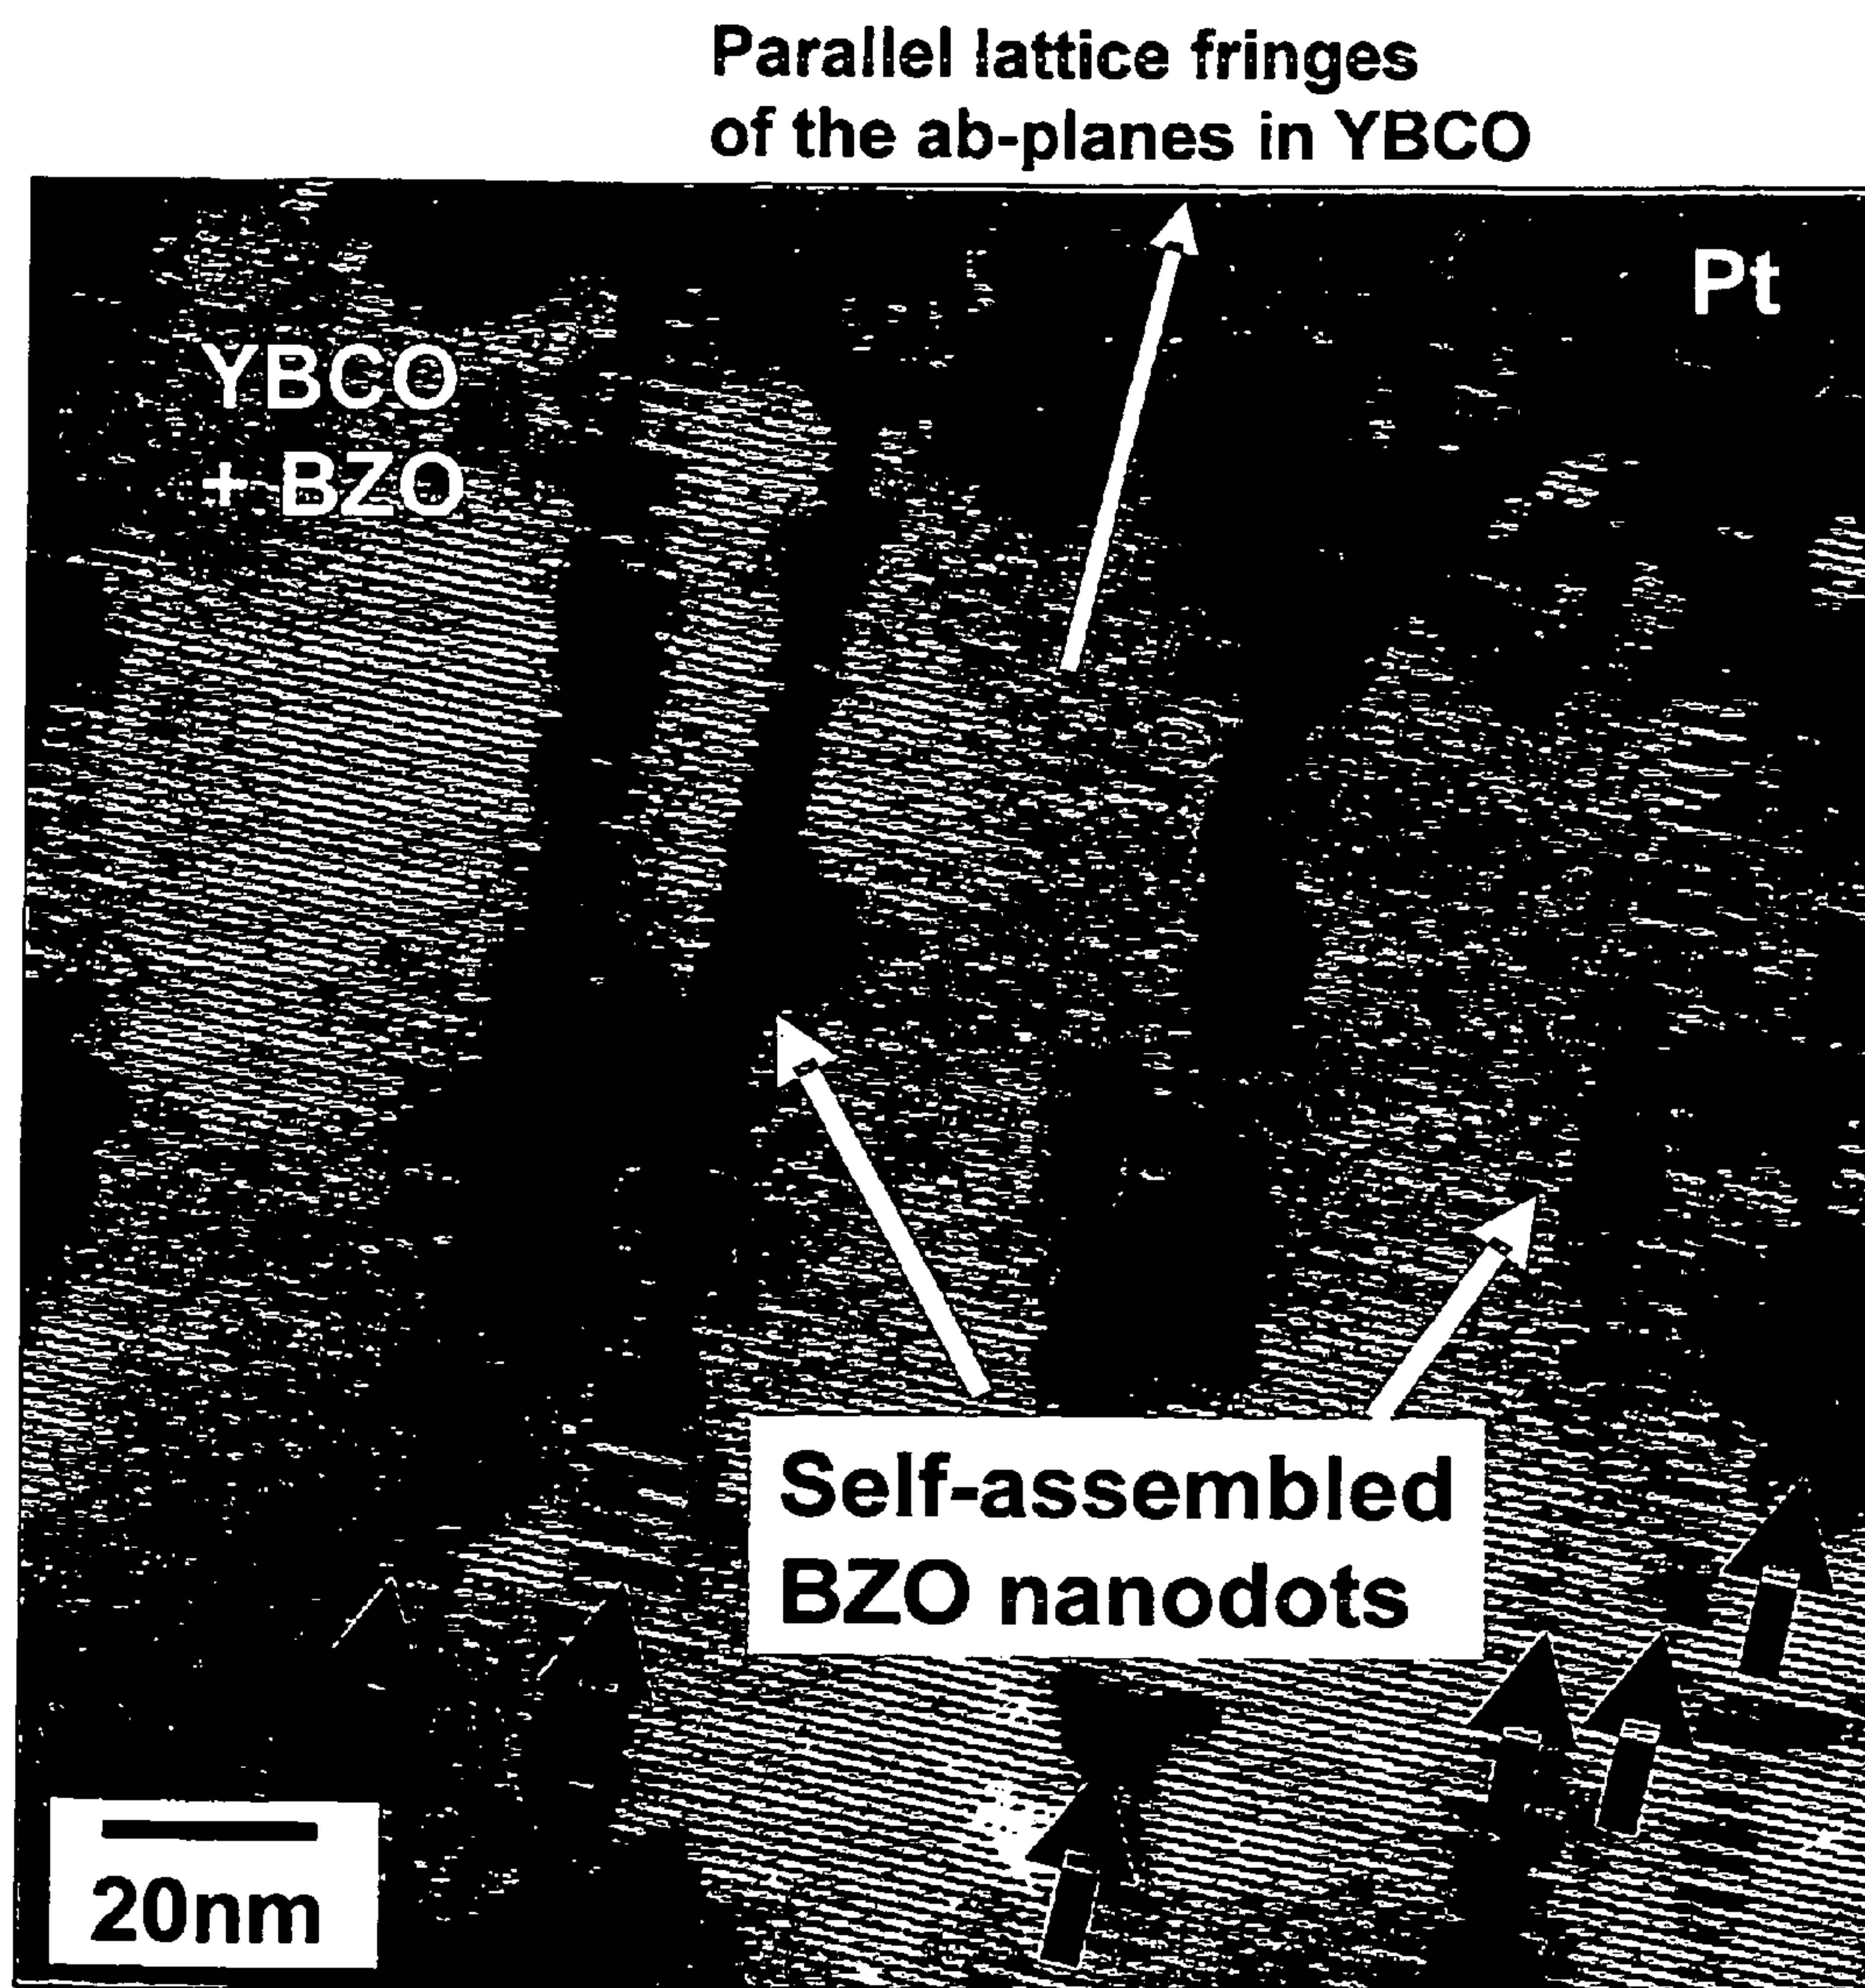 Parallel lattice fringes
of the ab-planes in YBCO
Pt
YBCO
+ BZO
Self-assembled
BZO nanodots
20nm